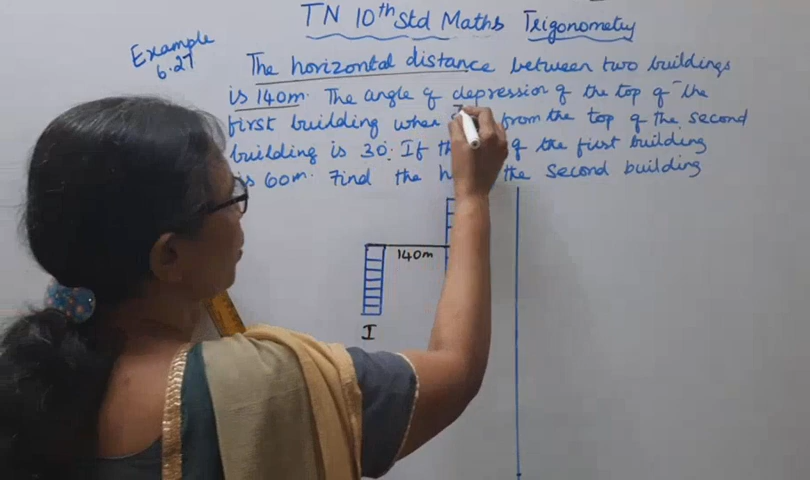 TN 10th Std Maths Trigonometry
Example
6.27
The horizontal distance between two buildings
is 140m. The angle of depression of the top of the
first building when from the top of the second
building is 30°. If of the first building
is 60m. Find the the second building
140m
I